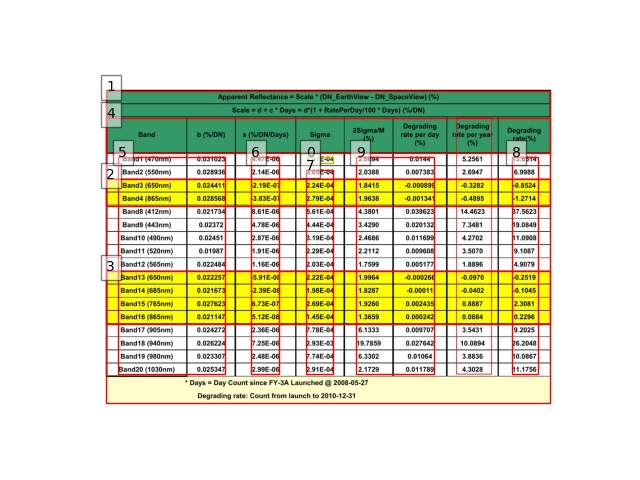 1
Apparent Reflectance = Scale * (DN_EarthView - DN_SpaceView) (%)
4
Scale = d + c * Days = d*(1 + RatePerDay/100 * Days) (%/DN)
Band b (%/DN) a (%/DN/Days) Sigma 2Sigma/M (%) Degrading rate per day (%) Degrading rate per year (%) Degrading rate(%)
5 6 0 9 8
Band1 (470nm) 0.031023 0.0144 5.2561
7
2
Band2 (550nm) 0.028936 2.14E-06 2.0388 0.007383 2.6947 6.9988
Band3 (650nm) 0.024411 -2.19E-07 2.24E-04 1.8415 -0.000899 -0.3282 -0.8524
Band4 (865nm) 0.028568 -3.83E-07 2.79E-04 1.9638 -0.001341 -0.4895 -1.2714
Band8 (412nm) 0.021734 8.61E-06 5.61E-04 4.3801 0.039623 14.4623 37.5623
Band9 (443nm) 0.02372 4.78E-06 4.44E-04 3.4290 0.020132 7.3481 19.0849
Band10 (490nm) 0.02451 2.87E-06 3.19E-04 2.4686 0.011699 4.2702 11.0908
Band11 (520nm) 0.01987 1.91E-06 2.29E-04 2.2112 0.009608 3.5070 9.1087
3
Band12 (565nm) 0.022484 1.16E-06 2.03E-04 1.7599 0.005177 1.8896 4.9079
Band13 (650nm) 0.022257 -5.91E-08 2.22E-04 1.9964 -0.000266 -0.0970 -0.2519
Band14 (685nm) 0.021673 -2.39E-08 1.98E-04 1.8287 -0.00011 -0.0402 -0.1045
Band15 (765nm) 0.027623 6.73E-07 2.69E-04 1.9260 0.002435 0.8887 2.3081
Band16 (865nm) 0.021147 5.12E-08 1.45E-04 1.3659 0.000242 0.0884 0.2296
Band17 (905nm) 0.024272 2.36E-06 7.78E-04 6.1333 0.009707 3.5431 9.2025
Band18 (940nm) 0.026224 7.25E-06 2.93E-03 19.7859 0.027642 10.0894 26.2048
Band19 (980nm) 0.023307 2.48E-06 7.74E-04 6.3302 0.01064 3.8836 10.0867
Band20 (1030nm) 0.025347 2.99E-06 2.91E-04 2.1729 0.011789 4.3028 11.1756
* Days = Day Count since FY-3A Launched @ 2008-05-27
Degrading rate: Count from launch to 2010-12-31